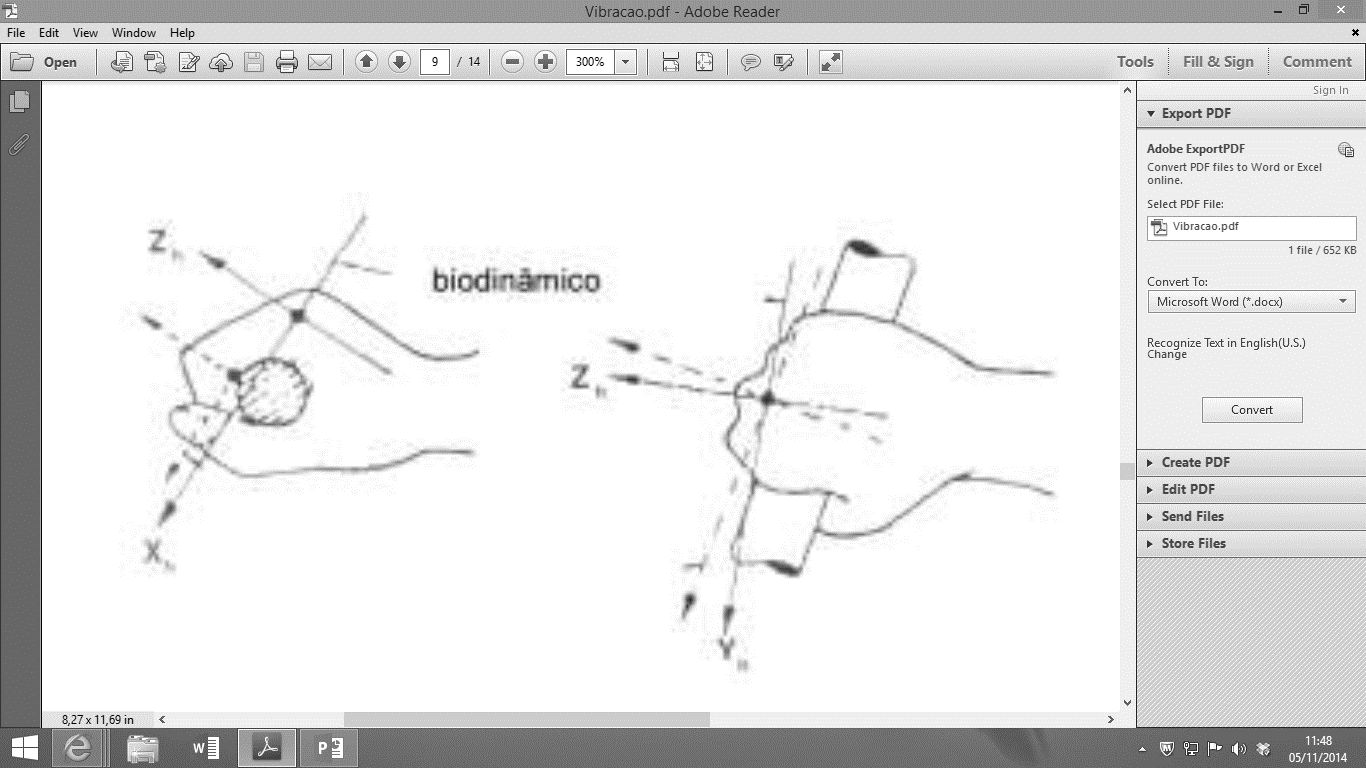 Vibracao.pdf - Adobe Reader
File Edit View Window Help
Open 9 / 14 300% Tools Fill & Sign Comment
Sign In
Export PDF
Adobe ExportPDF
Convert PDF files to Word or Excel
online.
Select PDF File:
Vibracao.pdf
1 file / 652 KB
Convert To:
Microsoft Word (*.docx)
Recognize Text in English(U.S.)
Change
Convert
Create PDF
Edit PDF
Send Files
Store Files
Z h
biodinâmico
Z h
X h
Y h
8,27 x 11,69 in
11:48
05/11/2014